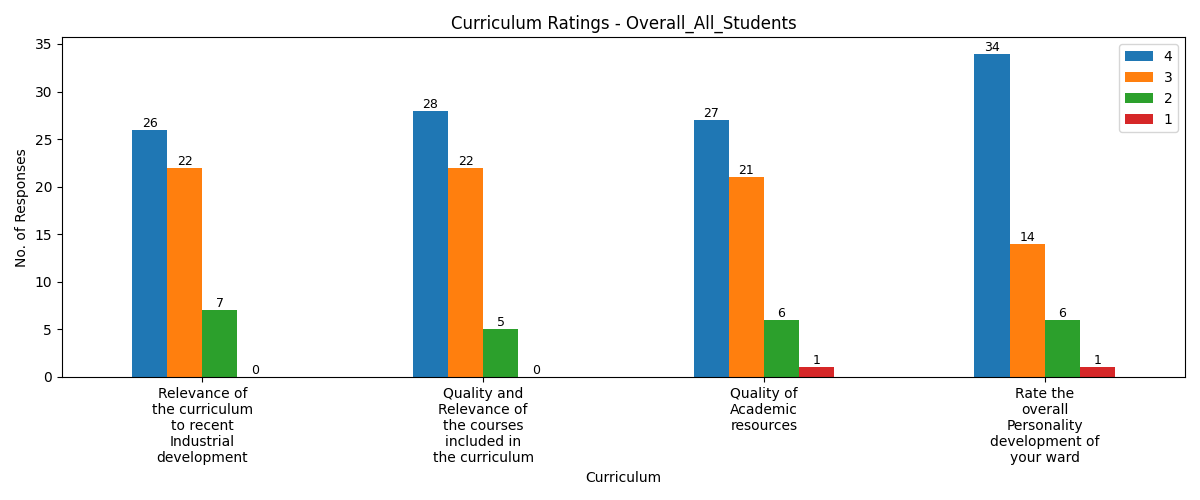 Curriculum Ratings - Overall_All_Students
35
30
25
20
15
10
5
0
No. of Responses
4
3
2
1
26
22
7
0
28
22
5
0
27
21
6
1
34
14
6
1
Relevance of
the curriculum
to recent
Industrial
development
Quality and
Relevance of
the courses
included in
the curriculum
Quality of
Academic
resources
Rate the
overall
Personality
development of
your ward
Curriculum